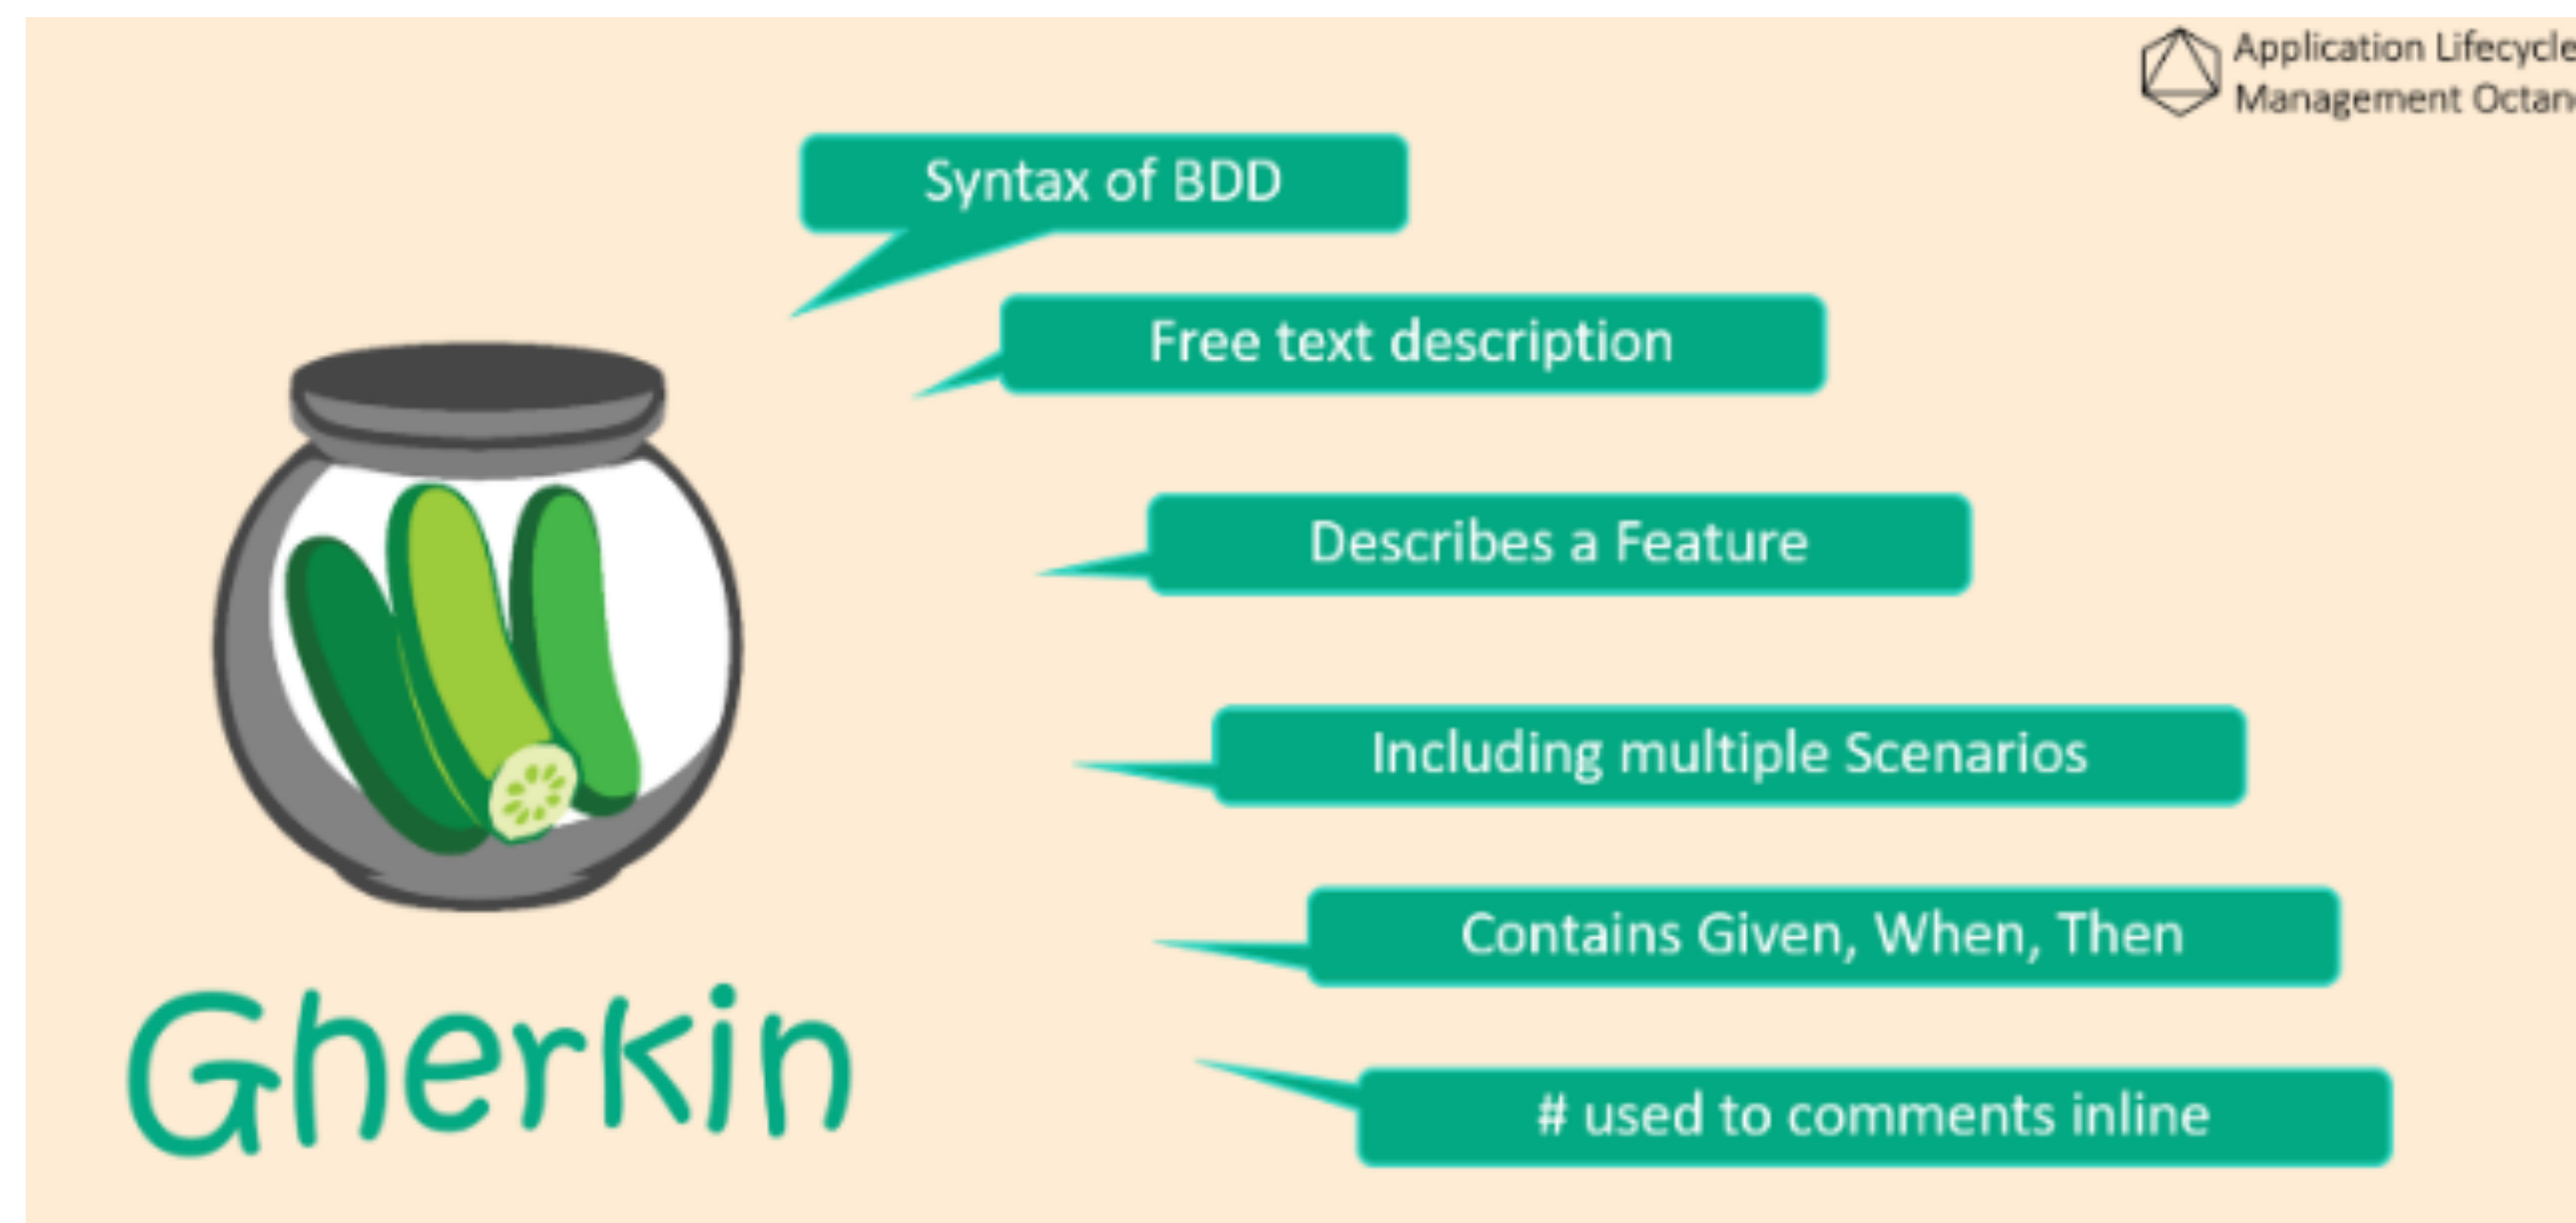 Application Lifecycle
Management Octan
Syntax of BDD
Free text description
Describes a Feature
Including multiple Scenarios
Contains Given, When, Then
# used to comments inline
Gherkin